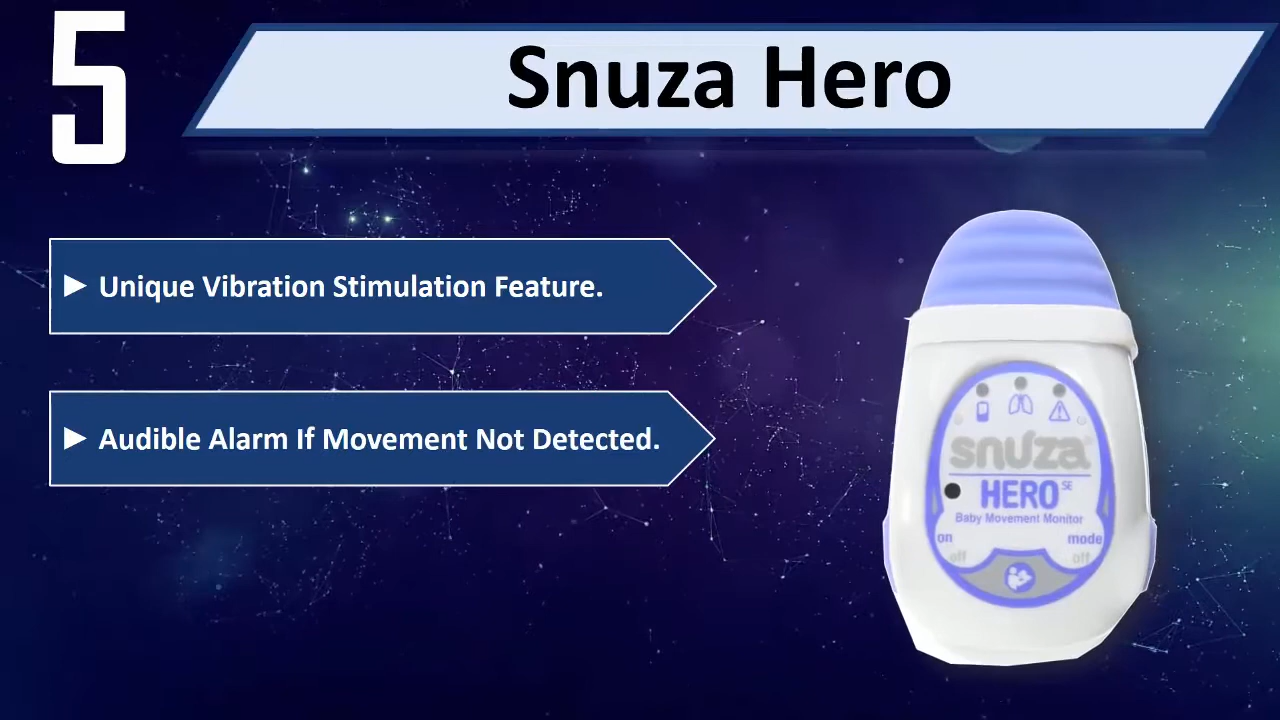 5
Snuza Hero
► Unique Vibration Stimulation Feature.
► Audible Alarm If Movement Not Detected.
snuza
HERO SE
Baby Movement Monitor
on
mode
off
off